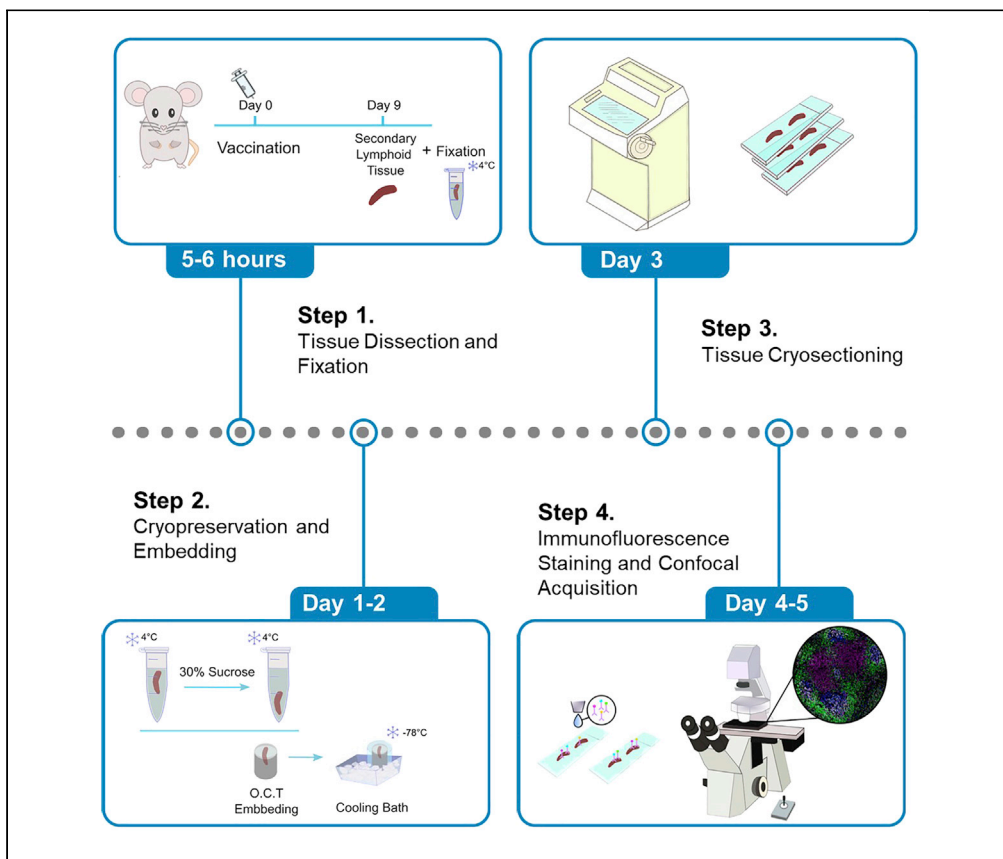 Day 0
Day 9
Vaccination
Secondary
Lymphoid
Tissue
+ Fixation
4°C
5-6 hours
Day 3
Step 1.
Tissue Dissection and
Fixation
Step 3.
Tissue Cryosectioning
Step 2.
Cryopreservation and
Embedding
Step 4.
Immunofluorescence
Staining and Confocal
Acquisition
Day 1-2
4°C
4°C
30% Sucrose
-78°C
O.C.T
Embbeding
Cooling Bath
Day 4-5